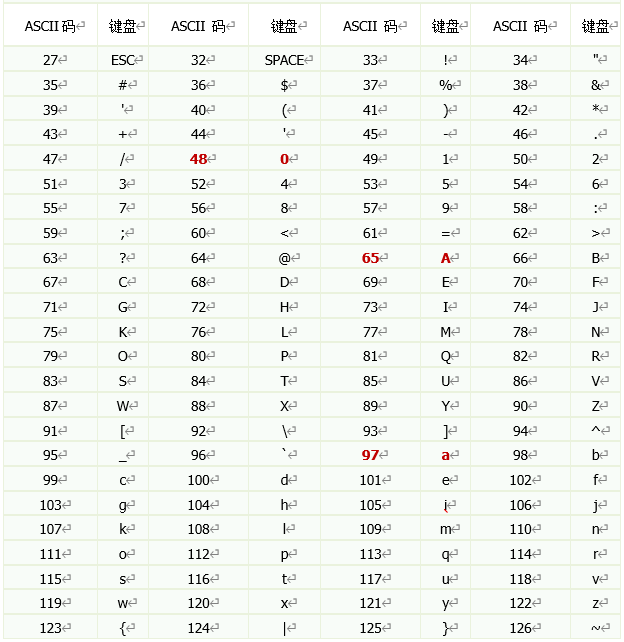 ASCII 码 键盘 ASCII 码 键盘 ASCII 码 键盘 ASCII 码 键盘
27 ESC 32 SPACE 33 ! 34 "
35 # 36 $ 37 % 38 &
39 ' 40 ( 41 ) 42 *
43 + 44 ' 45 - 46 .
47 / 48 0 49 1 50 2
51 3 52 4 53 5 54 6
55 7 56 8 57 9 58 :
59 ; 60 < 61 = 62 >
63 ? 64 @ 65 A 66 B
67 C 68 D 69 E 70 F
71 G 72 H 73 I 74 J
75 K 76 L 77 M 78 N
79 O 80 P 81 Q 82 R
83 S 84 T 85 U 86 V
87 W 88 X 89 Y 90 Z
91 [ 92 \ 93 ] 94 ^
95 _ 96 ` 97 a 98 b
99 c 100 d 101 e 102 f
103 g 104 h 105 i 106 j
107 k 108 l 109 m 110 n
111 o 112 p 113 q 114 r
115 s 116 t 117 u 118 v
119 w 120 x 121 y 122 z
123 { 124 | 125 } 126 ~